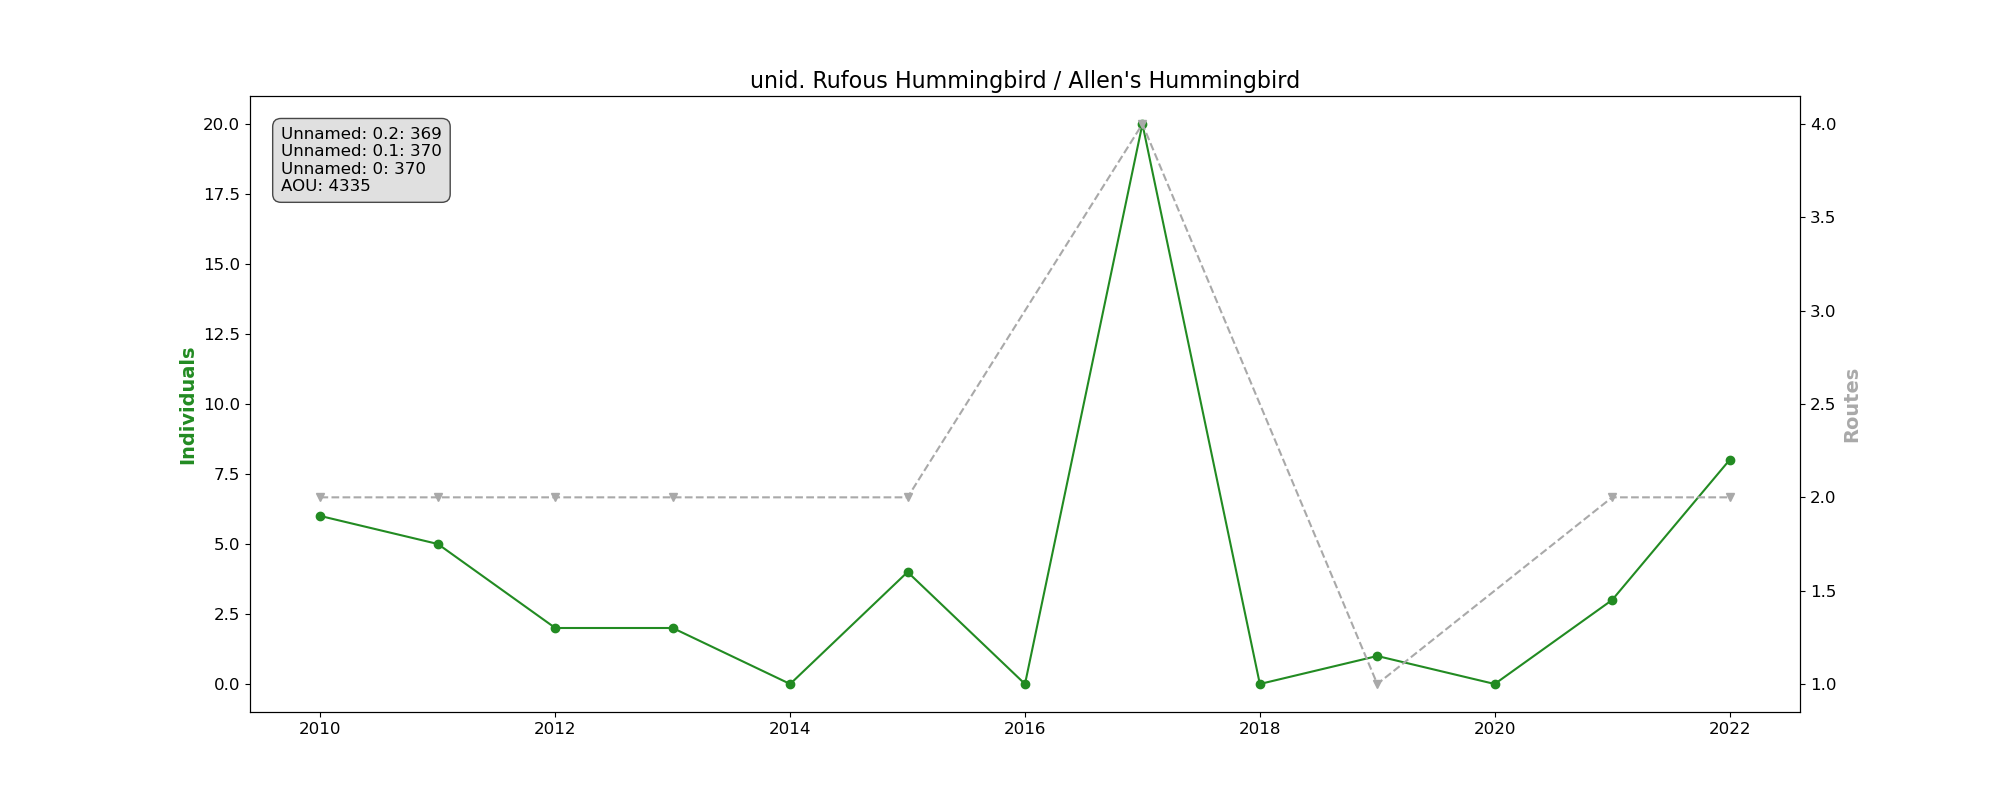 unid. Rufous Hummingbird / Allen's Hummingbird
Unnamed: 0.2: 369
Unnamed: 0.1: 370
Unnamed: 0: 370
AOU: 4335
Individuals
20.0
17.5
15.0
12.5
10.0
7.5
5.0
2.5
0.0
4.0
3.5
3.0
2.5
2.0
1.5
1.0
Routes
2010 2012 2014 2016 2018 2020 2022